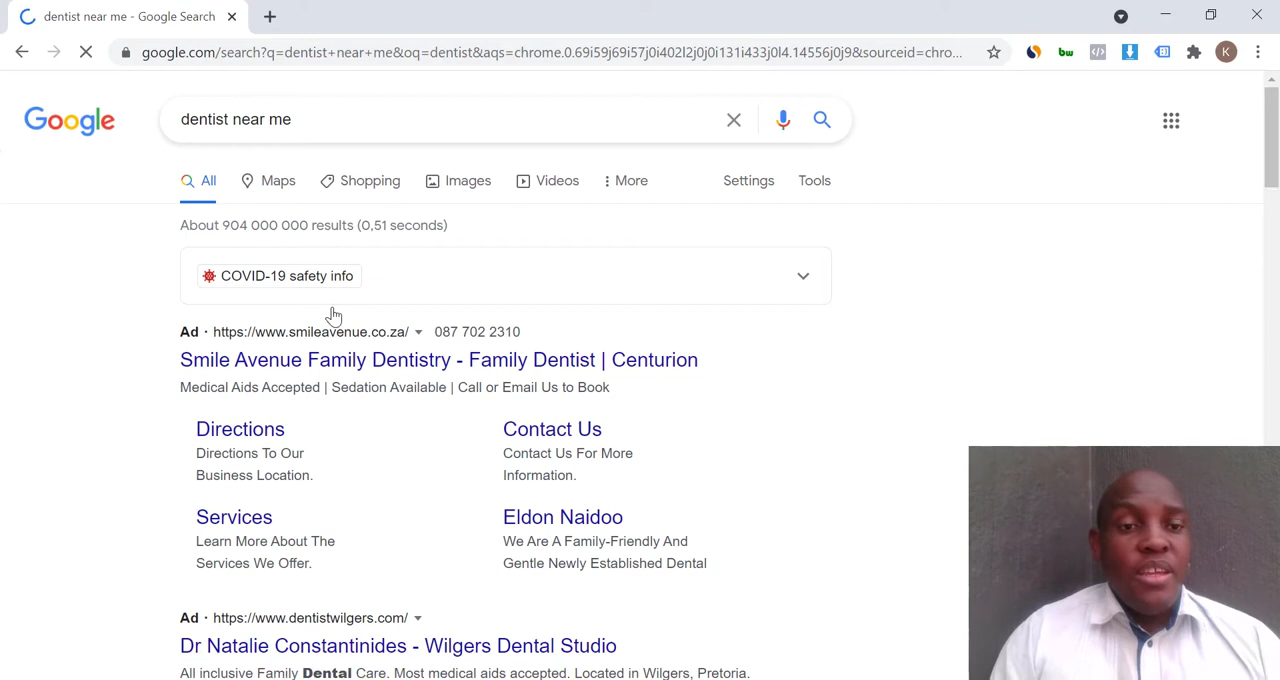 dentist near me - Google Search
google.com/search?q=dentist+near+me&oq=dentist&aqs=chrome.0.69i59j69i57j0i402l2j0j0i131i433j0l4.14556j0j9&sourceid=chro...
bw
K
Google
dentist near me
All Maps Shopping Images Videos More Settings Tools
About 904 000 000 results (0,51 seconds)
COVID-19 safety info
Ad · https://www.smileavenue.co.za/ 087 702 2310
Smile Avenue Family Dentistry - Family Dentist | Centurion
Medical Aids Accepted | Sedation Available | Call or Email Us to Book
Directions
Directions To Our
Business Location.
Contact Us
Contact Us For More
Information.
Services
Learn More About The
Services We Offer.
Eldon Naidoo
We Are A Family-Friendly And
Gentle Newly Established Dental
Ad · https://www.dentistwilgers.com/
Dr Natalie Constantinides - Wilgers Dental Studio
All inclusive Family Dental Care. Most medical aids accepted. Located in Wilgers, Pretoria.